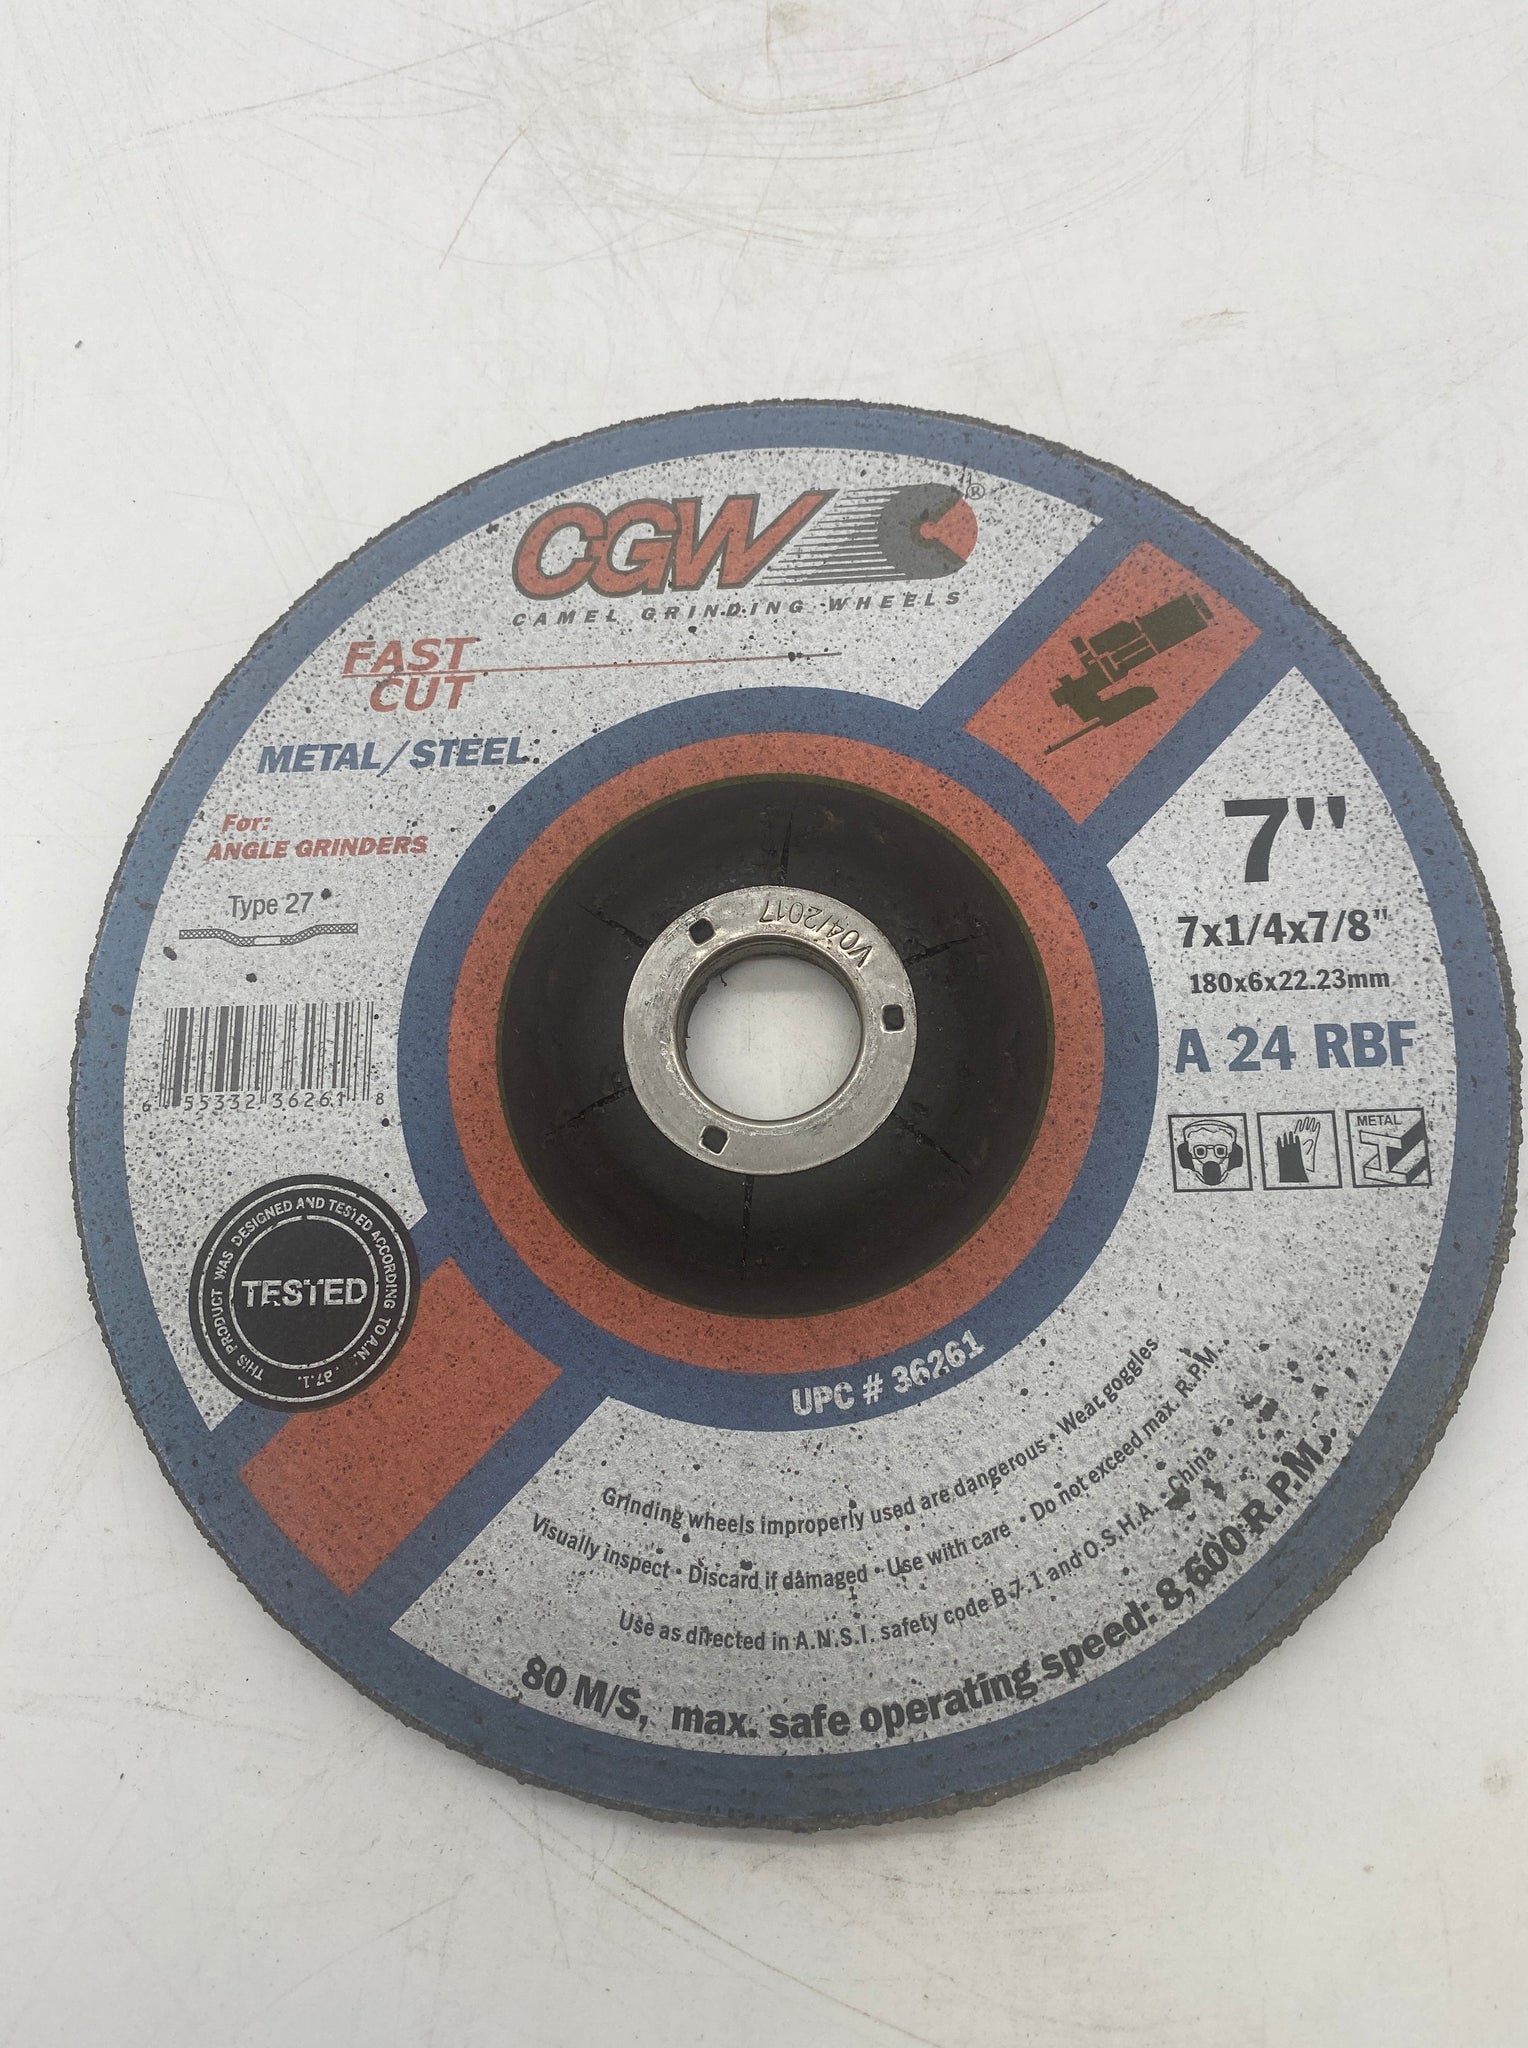 CGW®
CAMEL GRINDING WHEELS
FAST
CUT
METAL/STEEL
For:
ANGLE GRINDERS
Type 27
6 55332 36261 8
THIS PRODUCT WAS DESIGNED AND TESTED ACCORDING TO A.N. 87.1.
TESTED
V04/2017
7"
7x1/4x7/8"
180x6x22.23mm
A 24 RBF
METAL
UPC # 36261
Grinding wheels improperly used are dangerous · Wear goggles
Visually inspect · Discard if damaged · Use with care · Do not exceed max. R.P.M.
Use as directed in A.N.S.I. safety code B 7.1 and O.S.H.A. · China
80 M/S, max. safe operating speed: 8,600 R.P.M.